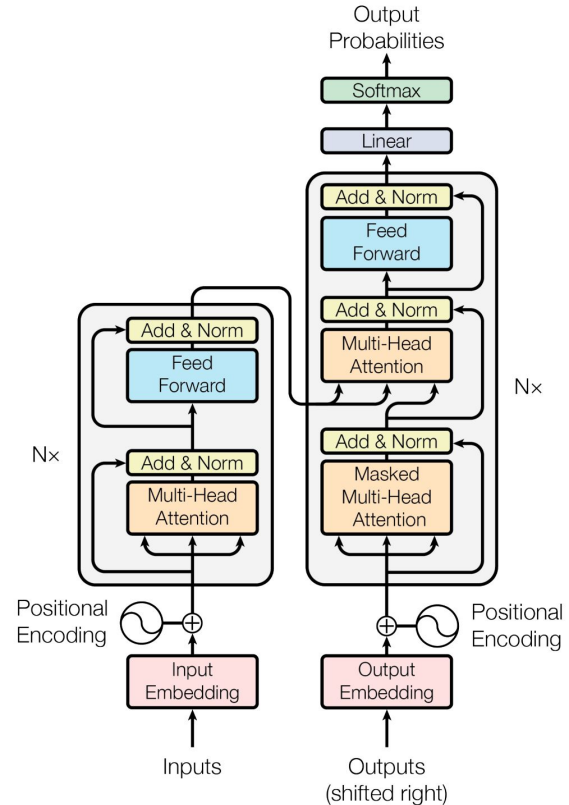 Output
Probabilities
Softmax
Linear
Add & Norm
Feed
Forward
Add & Norm
Multi-Head
Attention
Add & Norm
Masked
Multi-Head
Attention
N×
Add & Norm
Feed
Forward
Add & Norm
Multi-Head
Attention
N×
Positional
Encoding
Positional
Encoding
Input
Embedding
Output
Embedding
Inputs
Outputs
(shifted right)